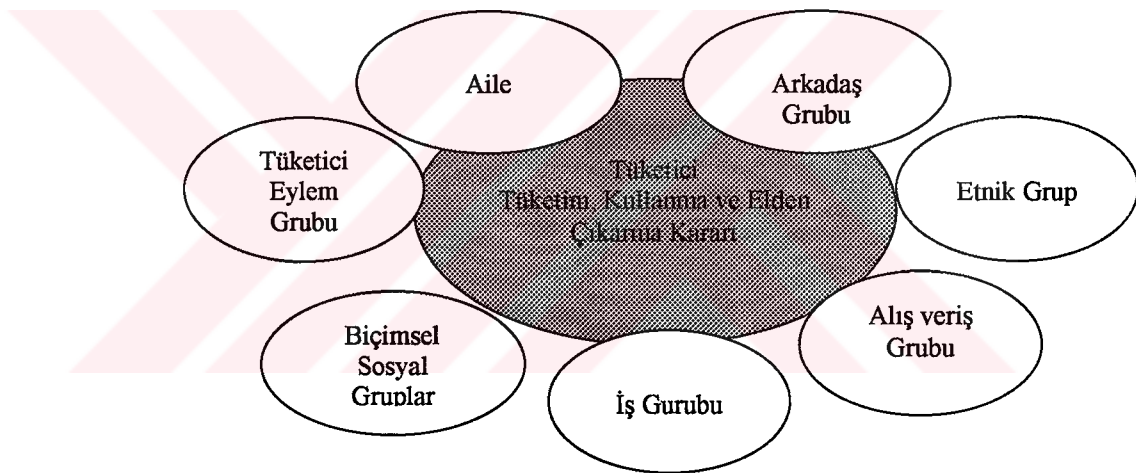 Aile
Arkadaş
Grubu
Tüketici
Eylem
Grubu
Tüketici
Tüketim, Kullanma ve Elden
Çıkarma Kararı
Etnik Grup
Alış veriş
Grubu
Biçimsel
Sosyal
Gruplar
İş Gurubu